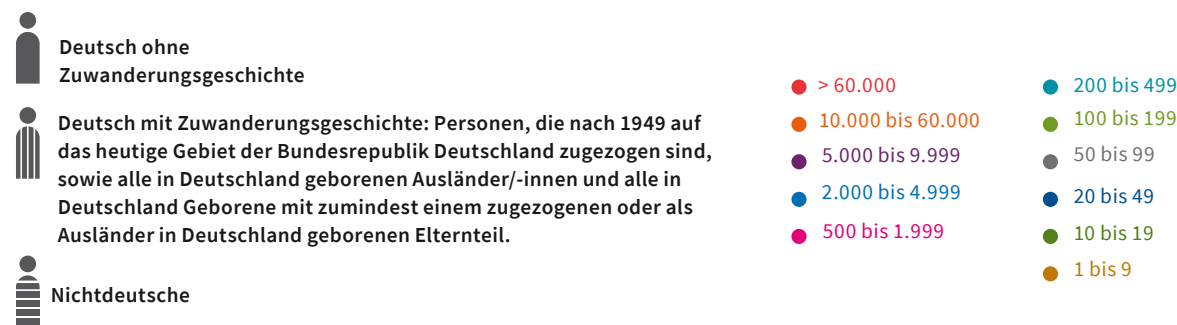 Deutsch ohne
Zuwanderungsgeschichte
Deutsch mit Zuwanderungsgeschichte: Personen, die nach 1949 auf
das heutige Gebiet der Bundesrepublik Deutschland zugezogen sind,
sowie alle in Deutschland geborenen Ausländer/-innen und alle in
Deutschland Geborene mit zumindest einem zugezogenen oder als
Ausländer in Deutschland geborenen Elternteil.
Nichtdeutsche
> 60.000
10.000 bis 60.000
5.000 bis 9.999
2.000 bis 4.999
500 bis 1.999
200 bis 499
100 bis 199
50 bis 99
20 bis 49
10 bis 19
1 bis 9